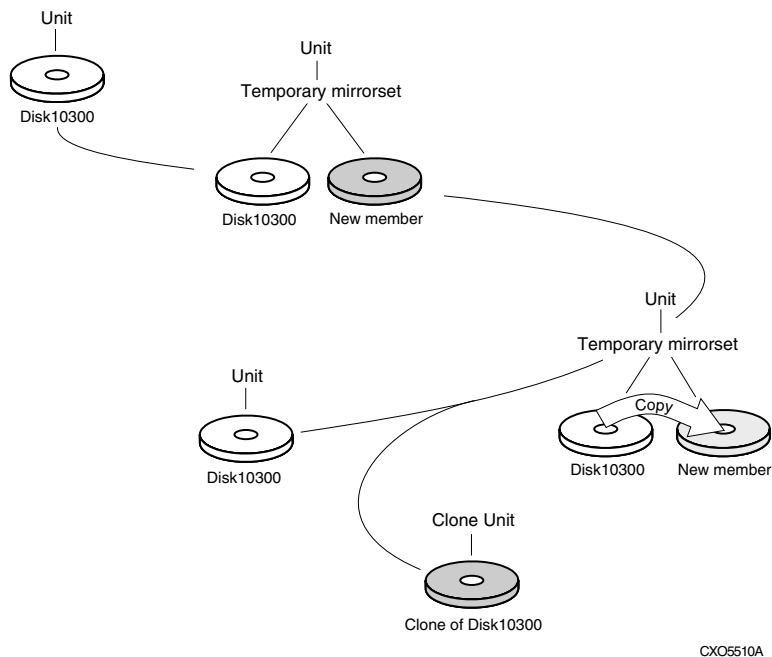 Unit
Disk10300
Unit
Temporary mirrorset
Disk10300
New member
Unit
Temporary mirrorset
Copy
Disk10300
New member
Unit
Disk10300
Clone Unit
Clone of Disk10300
CXO5510A